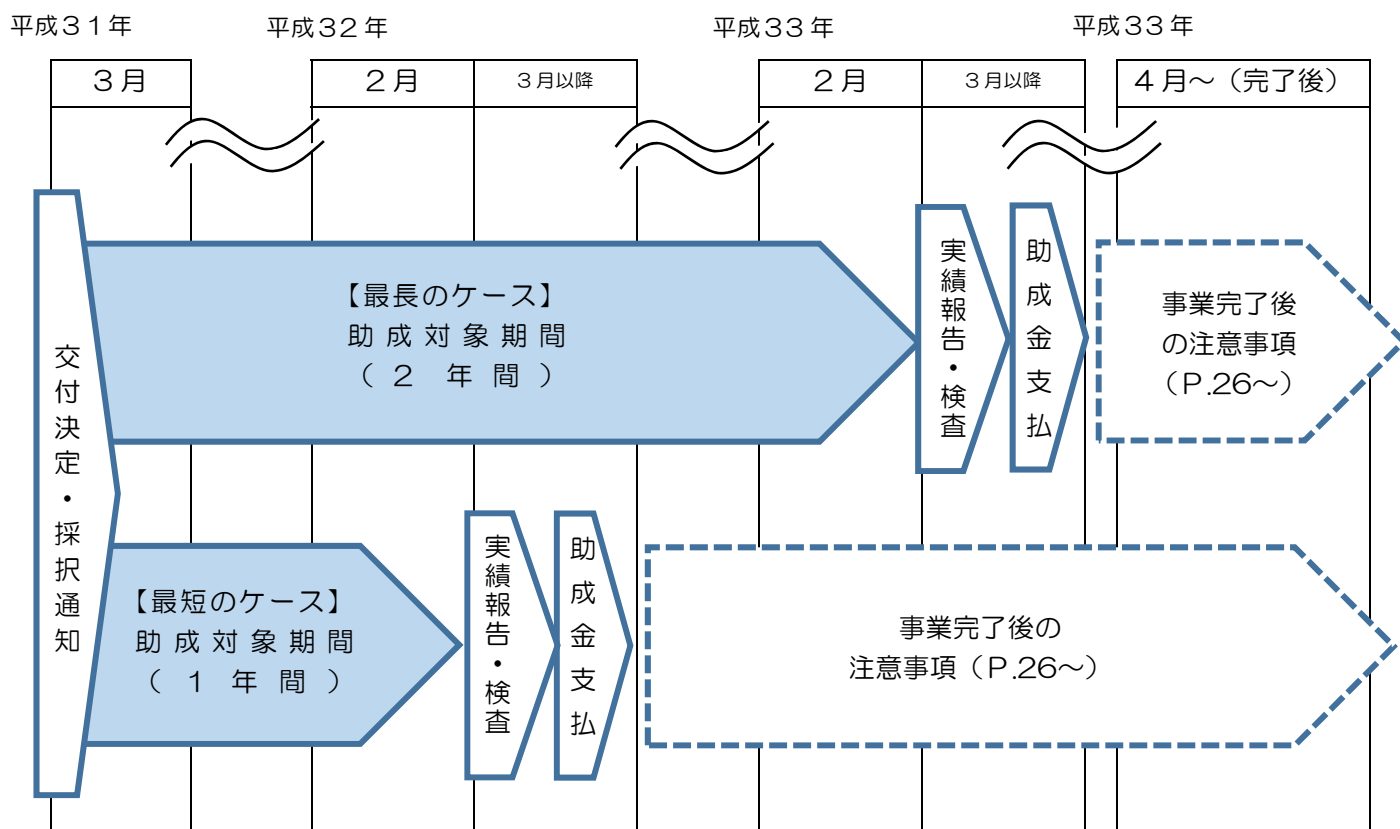 平成３１年
平成３２年
平成３３年
平成３３年
３月
２月
３月以降
２月
３月以降
４月～（完了後）
交付決定・採択通知
【最長のケース】
助成対象期間
（２年間）
実績報告・検査
助成金支払
事業完了後
の注意事項
（Ｐ.26～）
【最短のケース】
助成対象期間
（１年間）
実績報告・検査
助成金支払
事業完了後の
注意事項（Ｐ.26～）